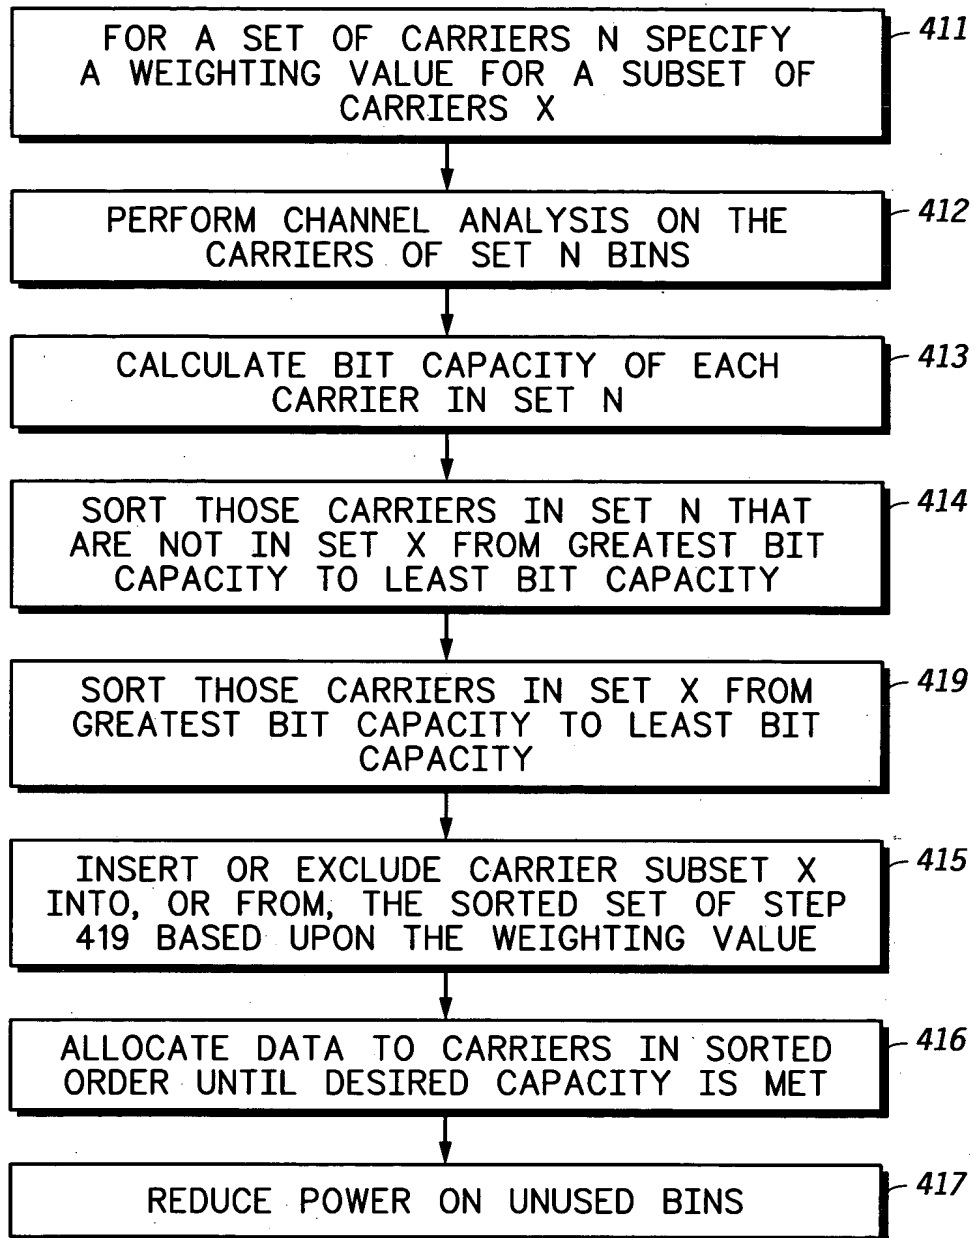 FOR A SET OF CARRIERS N SPECIFY
A WEIGHTING VALUE FOR A SUBSET OF
CARRIERS X
411
PERFORM CHANNEL ANALYSIS ON THE
CARRIERS OF SET N BINS
412
CALCULATE BIT CAPACITY OF EACH
CARRIER IN SET N
413
SORT THOSE CARRIERS IN SET N THAT
ARE NOT IN SET X FROM GREATEST BIT
CAPACITY TO LEAST BIT CAPACITY
414
SORT THOSE CARRIERS IN SET X FROM
GREATEST BIT CAPACITY TO LEAST BIT
CAPACITY
419
INSERT OR EXCLUDE CARRIER SUBSET X
INTO, OR FROM, THE SORTED SET OF STEP
419 BASED UPON THE WEIGHTING VALUE
415
ALLOCATE DATA TO CARRIERS IN SORTED
ORDER UNTIL DESIRED CAPACITY IS MET
416
REDUCE POWER ON UNUSED BINS
417